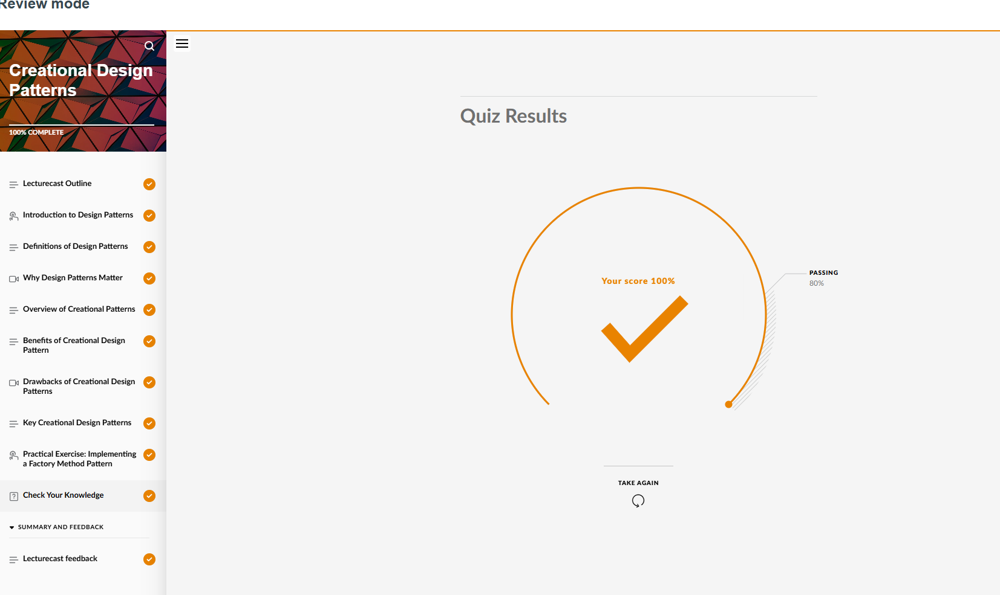 Review mode
Creational Design
Patterns
100% COMPLETE
Lecturecast Outline
Introduction to Design Patterns
Definitions of Design Patterns
Why Design Patterns Matter
Overview of Creational Patterns
Benefits of Creational Design
Pattern
Drawbacks of Creational Design
Patterns
Key Creational Design Patterns
Practical Exercise: Implementing
a Factory Method Pattern
Check Your Knowledge
SUMMARY AND FEEDBACK
Lecturecast feedback
Quiz Results
Your score 100%
PASSING
80%
TAKE AGAIN